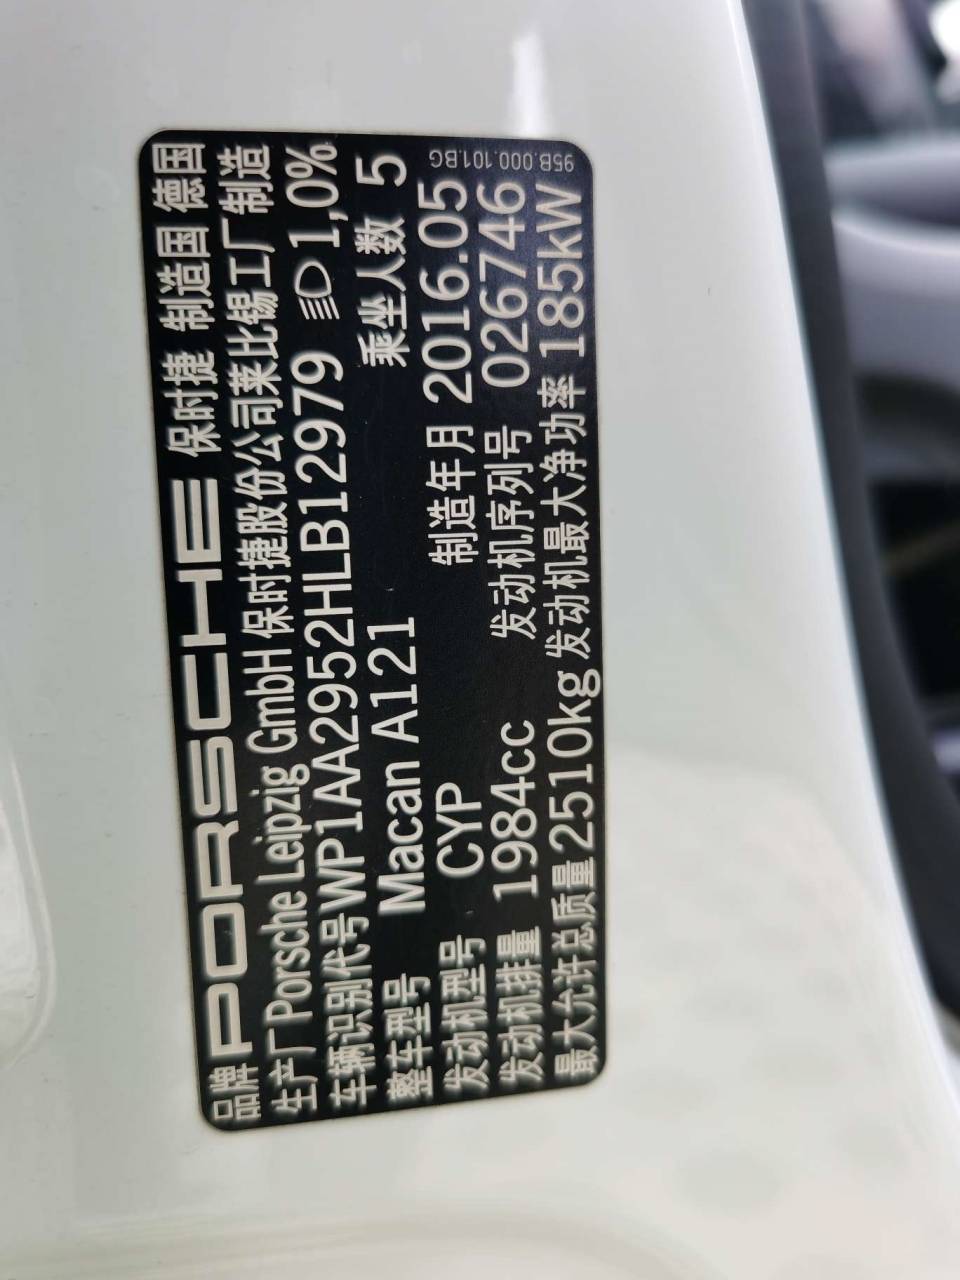 品牌 PORSCHE 保时捷 制造国 德国
生产厂 Porsche Leipzig GmbH 保时捷股份公司莱比锡工厂制造
车辆识别代号 WP1AA2952HLB12979 1,0%
整车型号 Macan A121 乘坐人数 5
发动机型号 CYP 制造年月 2016.05
发动机排量 1984cc 发动机序列号 026746
最大允许总质量 2510kg 发动机最大净功率 185kW
95B.000.101.BG